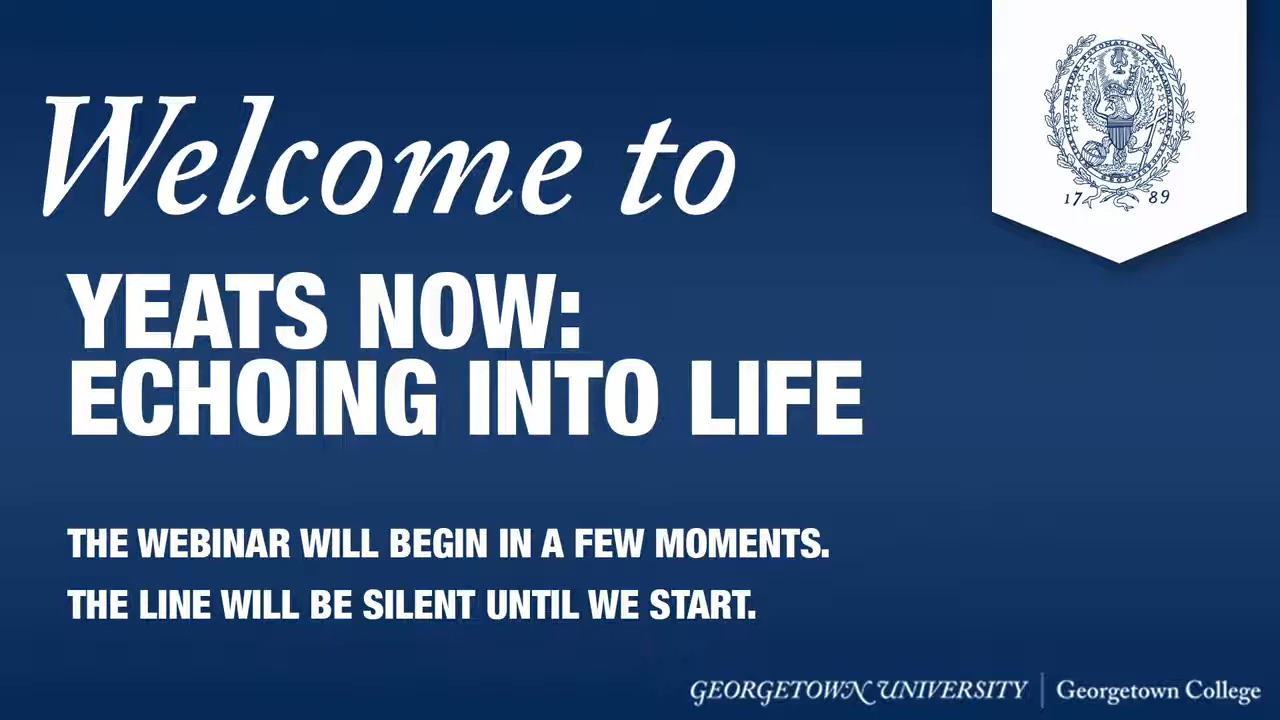 Welcome to
YEATS NOW:
ECHOING INTO LIFE
THE WEBINAR WILL BEGIN IN A FEW MOMENTS.
THE LINE WILL BE SILENT UNTIL WE START.
17 89
GEORGETOWN UNIVERSITY | Georgetown College